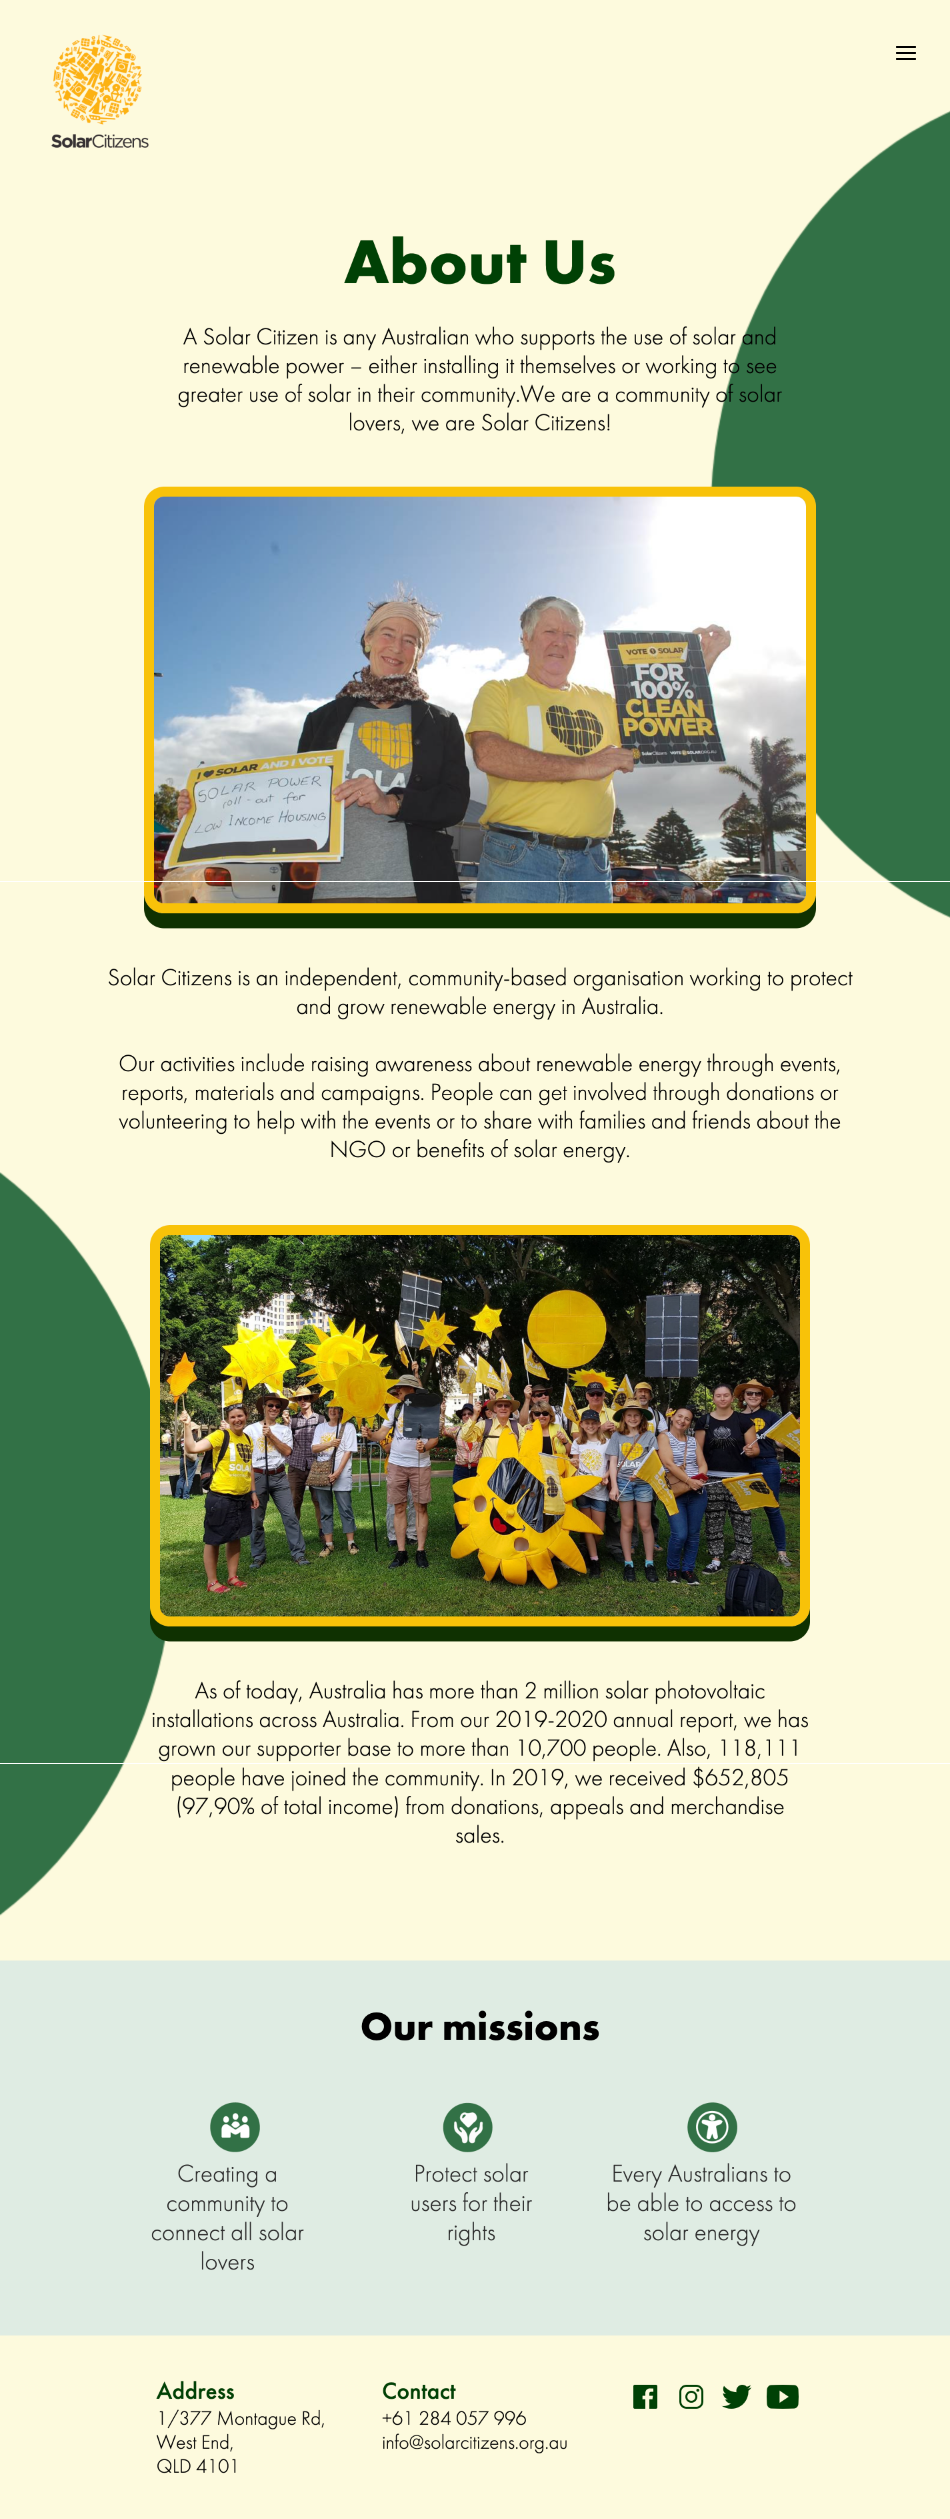 SolarCitizens
About Us
A Solar Citizen is any Australian who supports the use of solar and
renewable power – either installing it themselves or working to see
greater use of solar in their community.We are a community of solar
lovers, we are Solar Citizens!
VOTE SOLAR
FOR
100%
CLEAN
POWER
I SOLAR AND I VOTE
SOLAR POWER
roll-out for
LOW INCOME HOUSING
I
SOLA
Solar Citizens is an independent, community-based organisation working to protect
and grow renewable energy in Australia.
Our activities include raising awareness about renewable energy through events,
reports, materials and campaigns. People can get involved through donations or
volunteering to help with the events or to share with families and friends about the
NGO or benefits of solar energy.
SOLAR
As of today, Australia has more than 2 million solar photovoltaic
installations across Australia. From our 2019-2020 annual report, we has
grown our supporter base to more than 10,700 people. Also, 118,111
people have joined the community. In 2019, we received $652,805
(97,90% of total income) from donations, appeals and merchandise
sales.
Our missions
Creating a
community to
connect all solar
lovers
Protect solar
users for their
rights
Every Australians to
be able to access to
solar energy
Address
1/377 Montague Rd,
West End,
QLD 4101
Contact
+61 284 057 996
info@solarcitizens.org.au